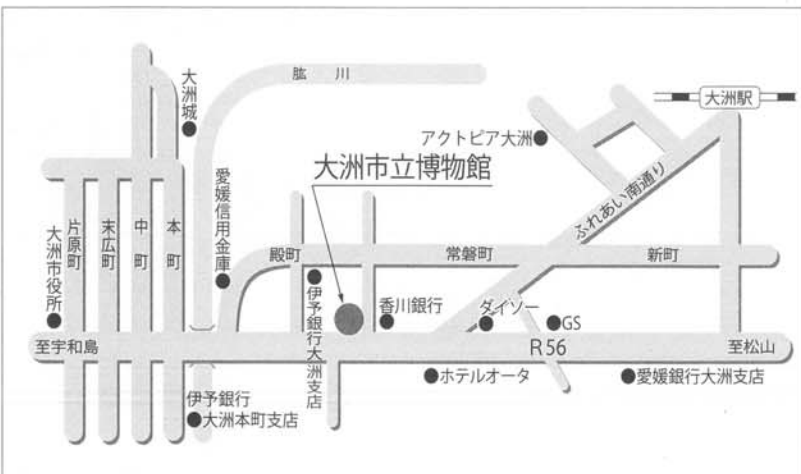 肱川
大洲駅
大洲城
アクトピア大洲
大洲市立博物館
ふれあい南通り
愛媛信用金庫
大洲市役所
片原町
末広町
中町
本町
殿町
常磐町
新町
伊予銀行大洲支店
香川銀行
ダイソー
GS
至宇和島
R56
至松山
ホテルオータ
愛媛銀行大洲支店
伊予銀行
大洲本町支店